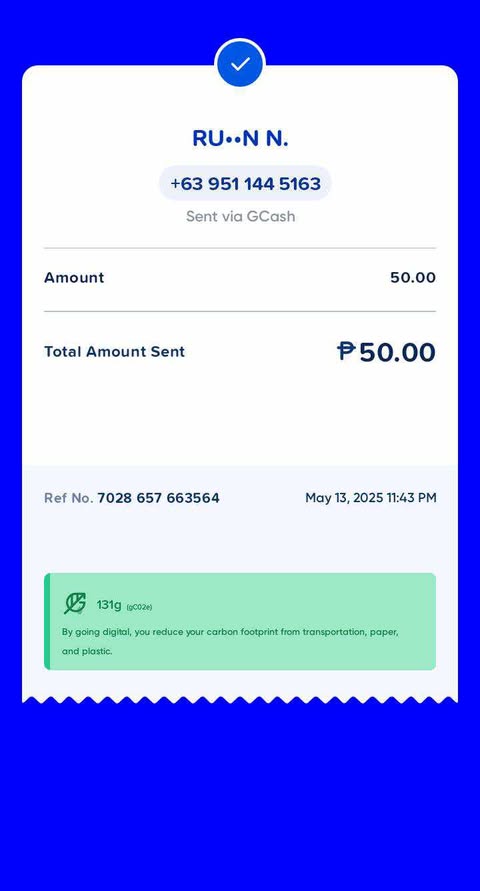 RU••N N.
+63 951 144 5163
Sent via GCash
Amount 50.00
Total Amount Sent ₱50.00
Ref No. 7028 657 663564 May 13, 2025 11:43 PM
131g (gC02e)
By going digital, you reduce your carbon footprint from transportation, paper,
and plastic.